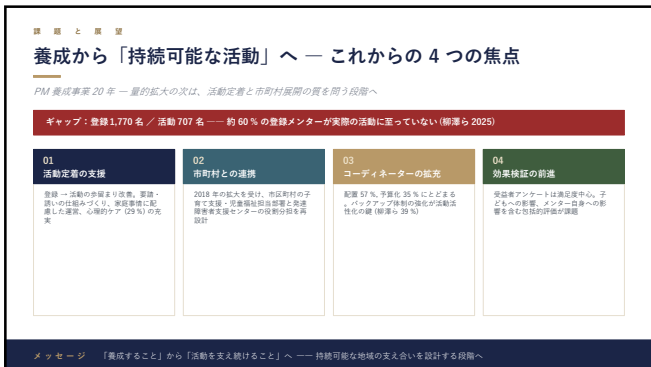 課題と展望
養成から「持続可能な活動」へ — これからの 4 つの焦点
PM 養成事業 20 年 — 量的拡大の次は、活動定着と市町村展開の質を問う段階へ
ギャップ：登録 1,770 名 ／ 活動 707 名 —— 約 60 % の登録メンターが実際の活動に至っていない (柳澤ら 2025)
01
活動定着の支援
登録 → 活動の歩留まり改善。要請・
誘いの仕組みづくり、家庭事情に配
慮した運営、心理的ケア (29 %) の充
実
02
市町村との連携
2018 年の拡大を受け、市区町村の子
育て支援・児童福祉担当部署と発達
障害者支援センターの役割分担を再
設計
03
コーディネーターの拡充
配置 57 %、予算化 35 % にとどまる
。バックアップ体制の強化が活動活
性化の鍵 (柳澤ら 39 %)
04
効果検証の前進
受益者アンケートは満足度中心。子
どもへの影響、メンター自身への影
響を含む包括的評価が課題
メッセージ 「養成すること」から「活動を支え続けること」へ —— 持続可能な地域の支え合いを設計する段階へ